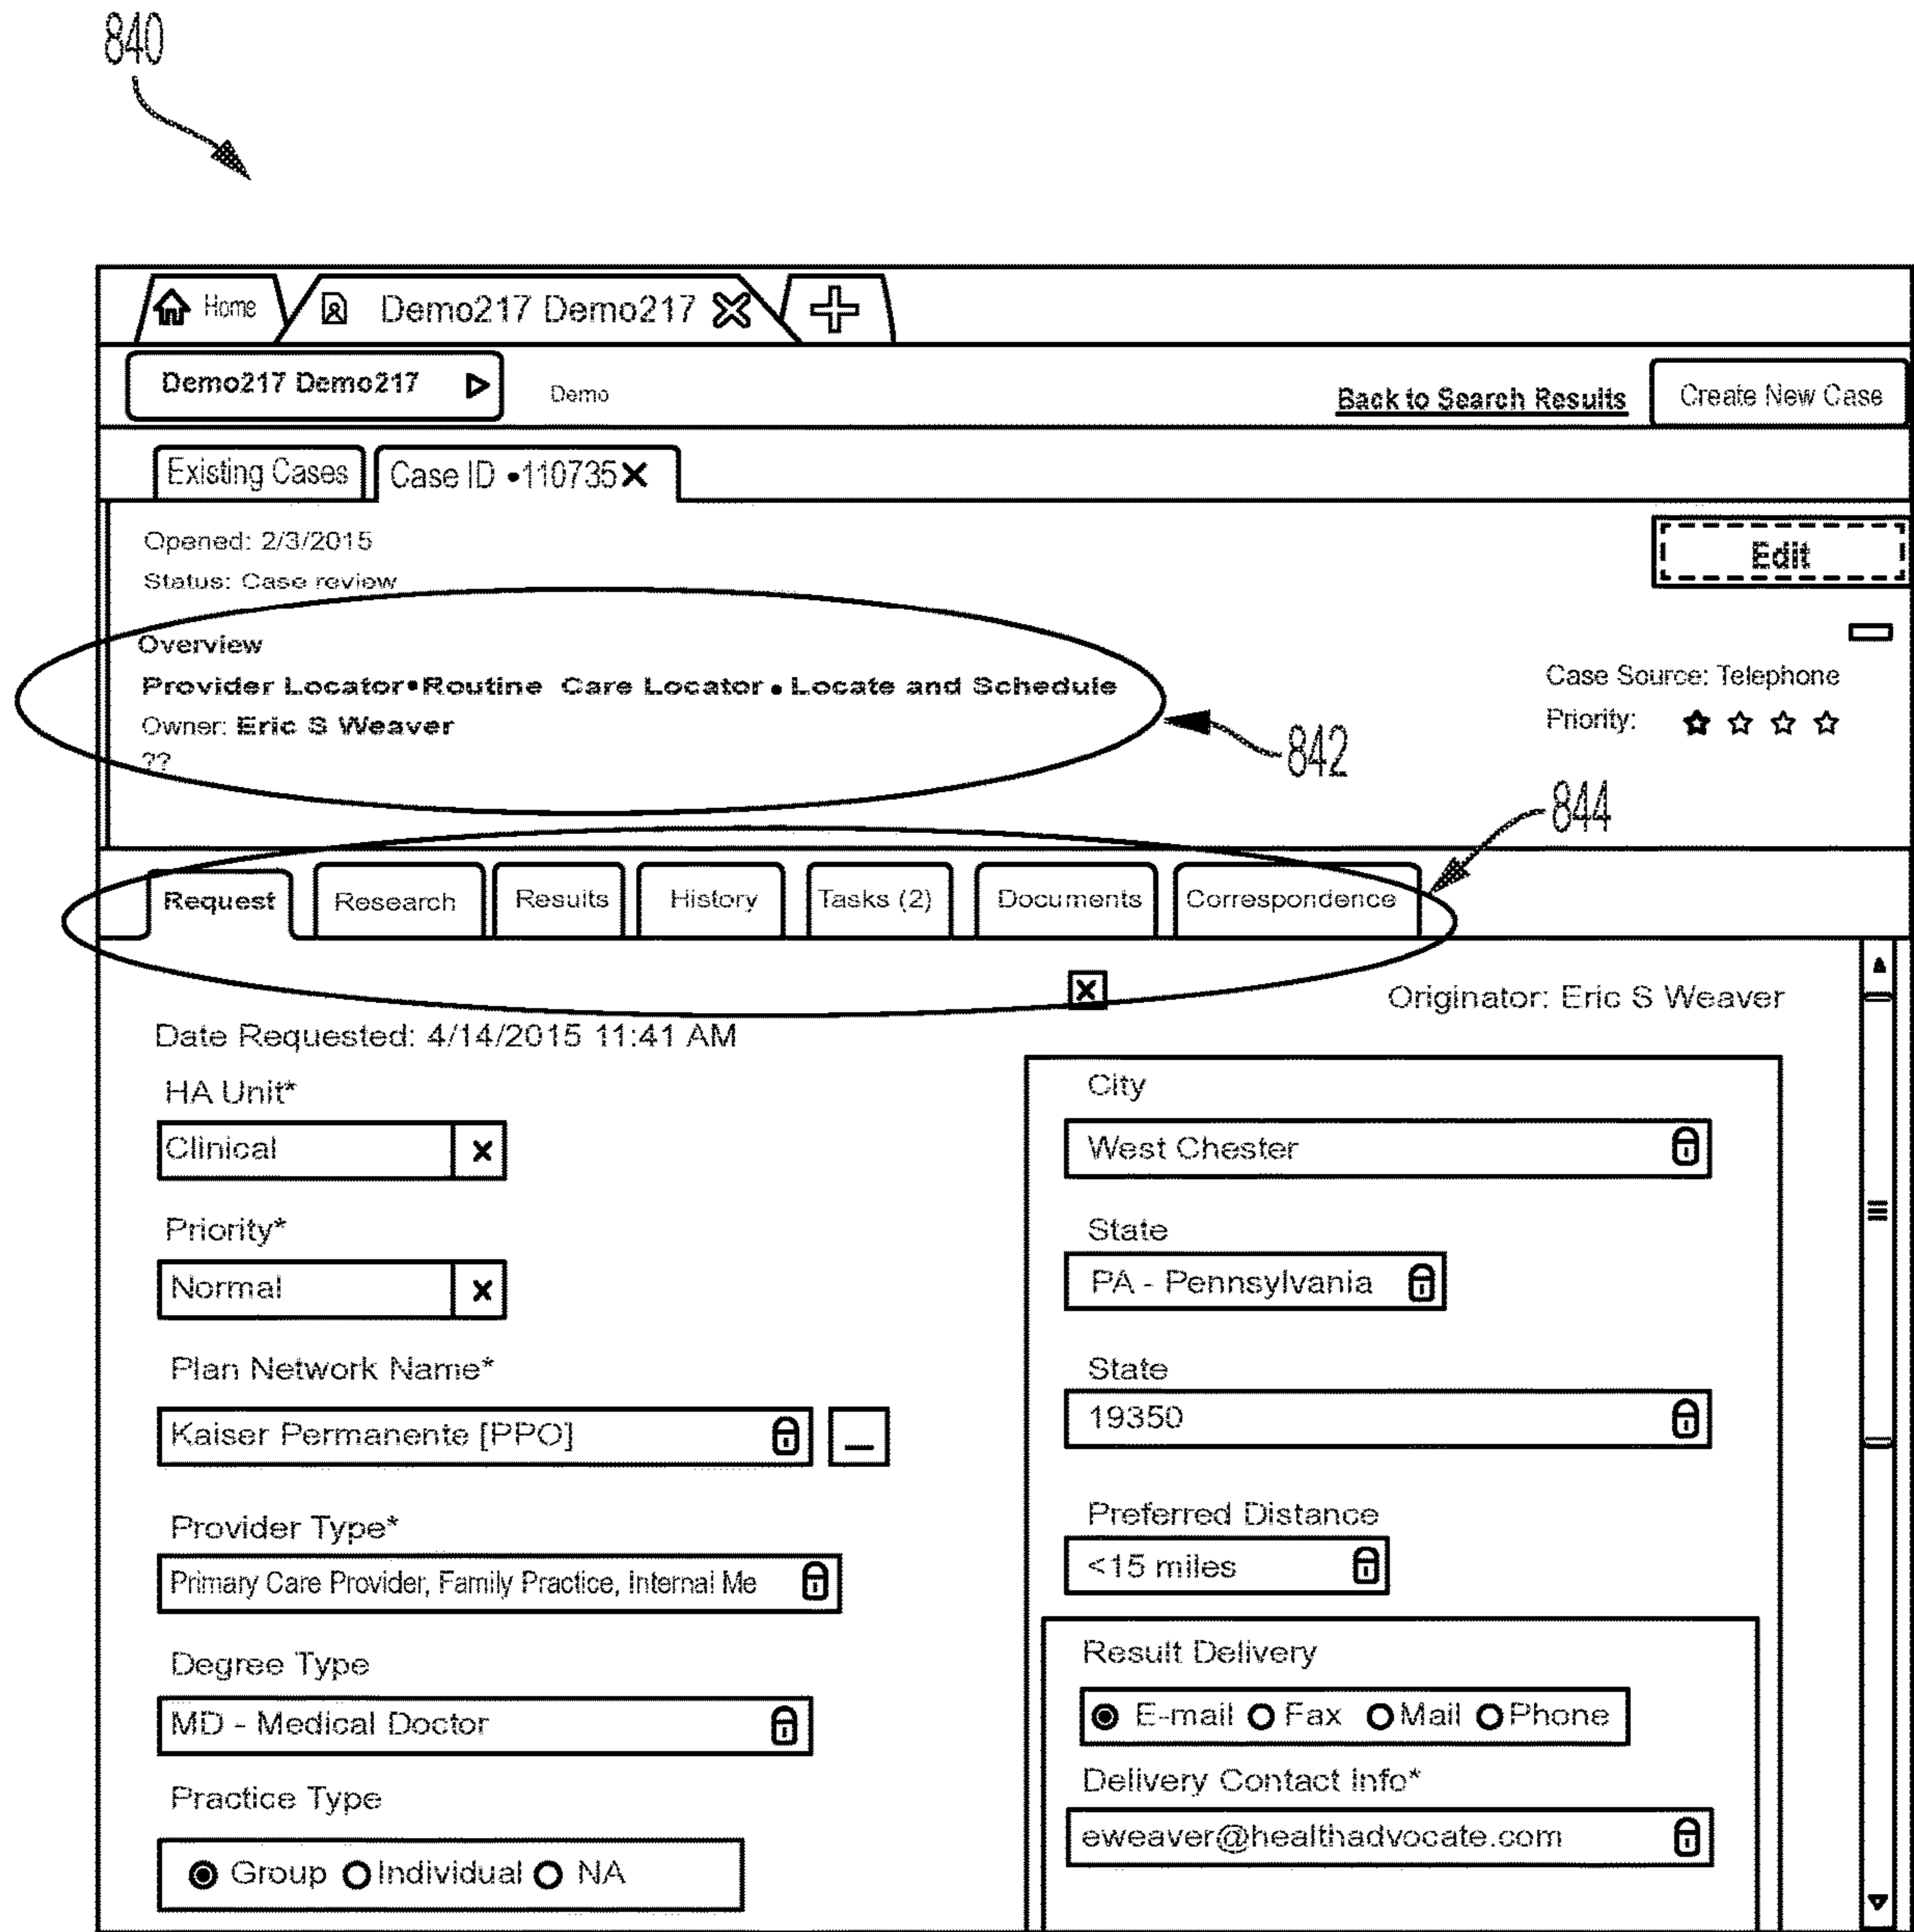 840
Home Demo217 Demo217
Demo217 Demo217 Demo Back to Search Results Create New Case
Existing Cases Case ID •110735
Opened: 2/3/2015 Edit
Status: Case review
Overview
Provider Locator•Routine Care Locator • Locate and Schedule
Case Source: Telephone
Owner: Eric S Weaver
Priority:
??
842
844
Request Research Results History Tasks (2) Documents Correspondence
Originator: Eric S Weaver
Date Requested: 4/14/2015 11:41 AM
HA Unit*
Clinical
Priority*
Normal
Plan Network Name*
Kaiser Permanente [PPO]
Provider Type*
Primary Care Provider, Family Practice, Internal Me
Degree Type
MD - Medical Doctor
Practice Type
Group Individual NA
City
West Chester
State
PA - Pennsylvania
State
19350
Preferred Distance
<15 miles
Result Delivery
E-mail Fax Mail Phone
Delivery Contact Info*
eweaver@healthadvocate.com